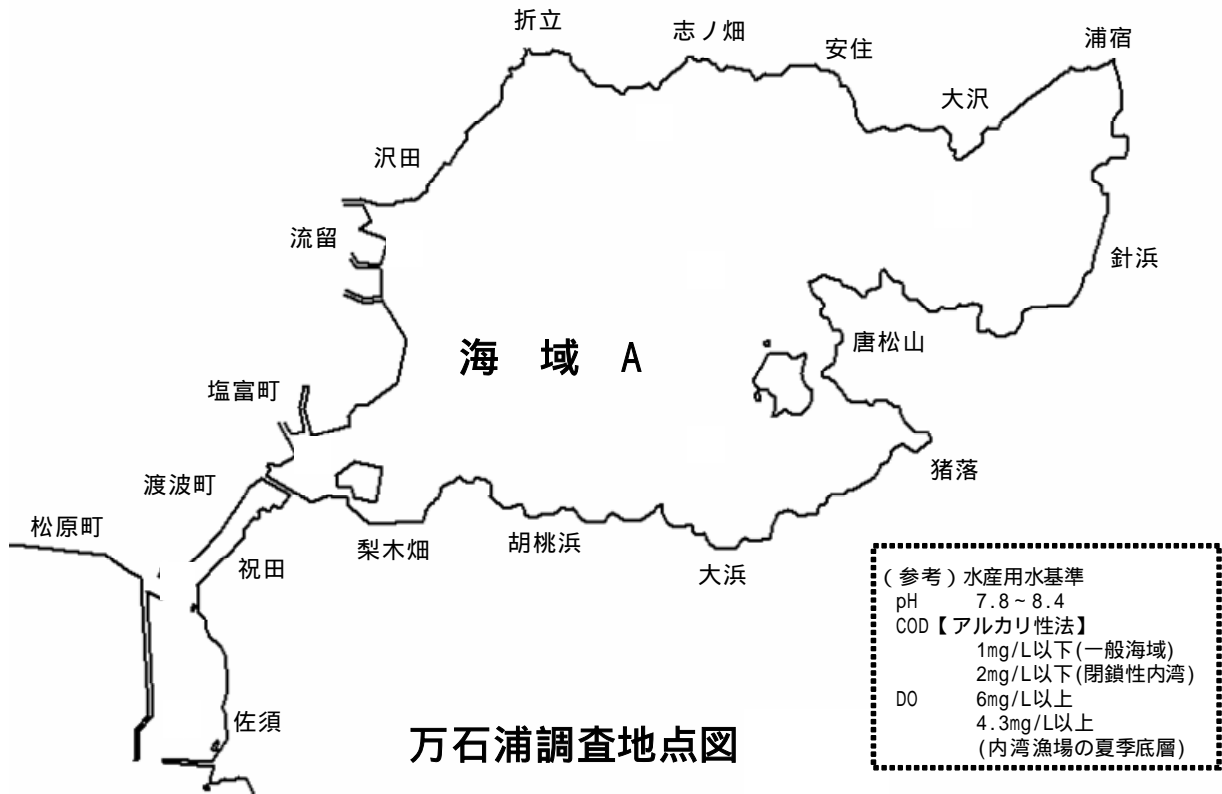 折立
志ノ畑
安住
浦宿
大沢
沢田
流留
針浜
唐松山
海 域 A
塩富町
猪落
渡波町
松原町
祝田
梨木畑
胡桃浜
大浜
佐須
万石浦調査地点図
(参考)水産用水基準
pH 7.8~8.4
COD【アルカリ性法】
1mg/L以下(一般海域)
2mg/L以下(閉鎖性内湾)
DO 6mg/L以上
4.3mg/L以上
(内湾漁場の夏季底層)